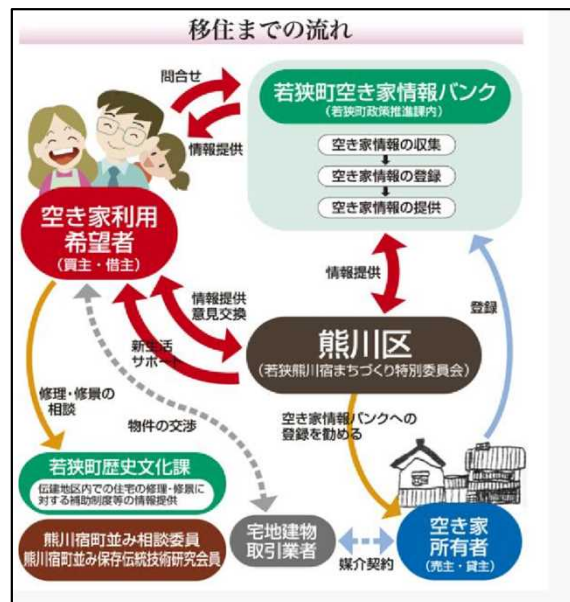 移住までの流れ
問合せ
情報提供
若狭町空き家情報バンク
(若狭町政策推進課内)
空き家情報の収集
空き家情報の登録
空き家情報の提供
空き家利用
希望者
(買主・借主)
情報提供
登録
情報提供
意見交換
新生活
サポート
熊川区
(若狭熊川宿まちづくり特別委員会)
修理・修景の
相談
物件の交渉
空き家情報バンクへの
登録を勧める
若狭町歴史文化課
伝建地区内での住宅の修理・修景に
対する補助制度等の情報提供
熊川宿町並み相談委員
熊川宿町並み保存伝統技術研究会員
宅地建物
取引業者
媒介契約
空き家
所有者
(売主・貸主)